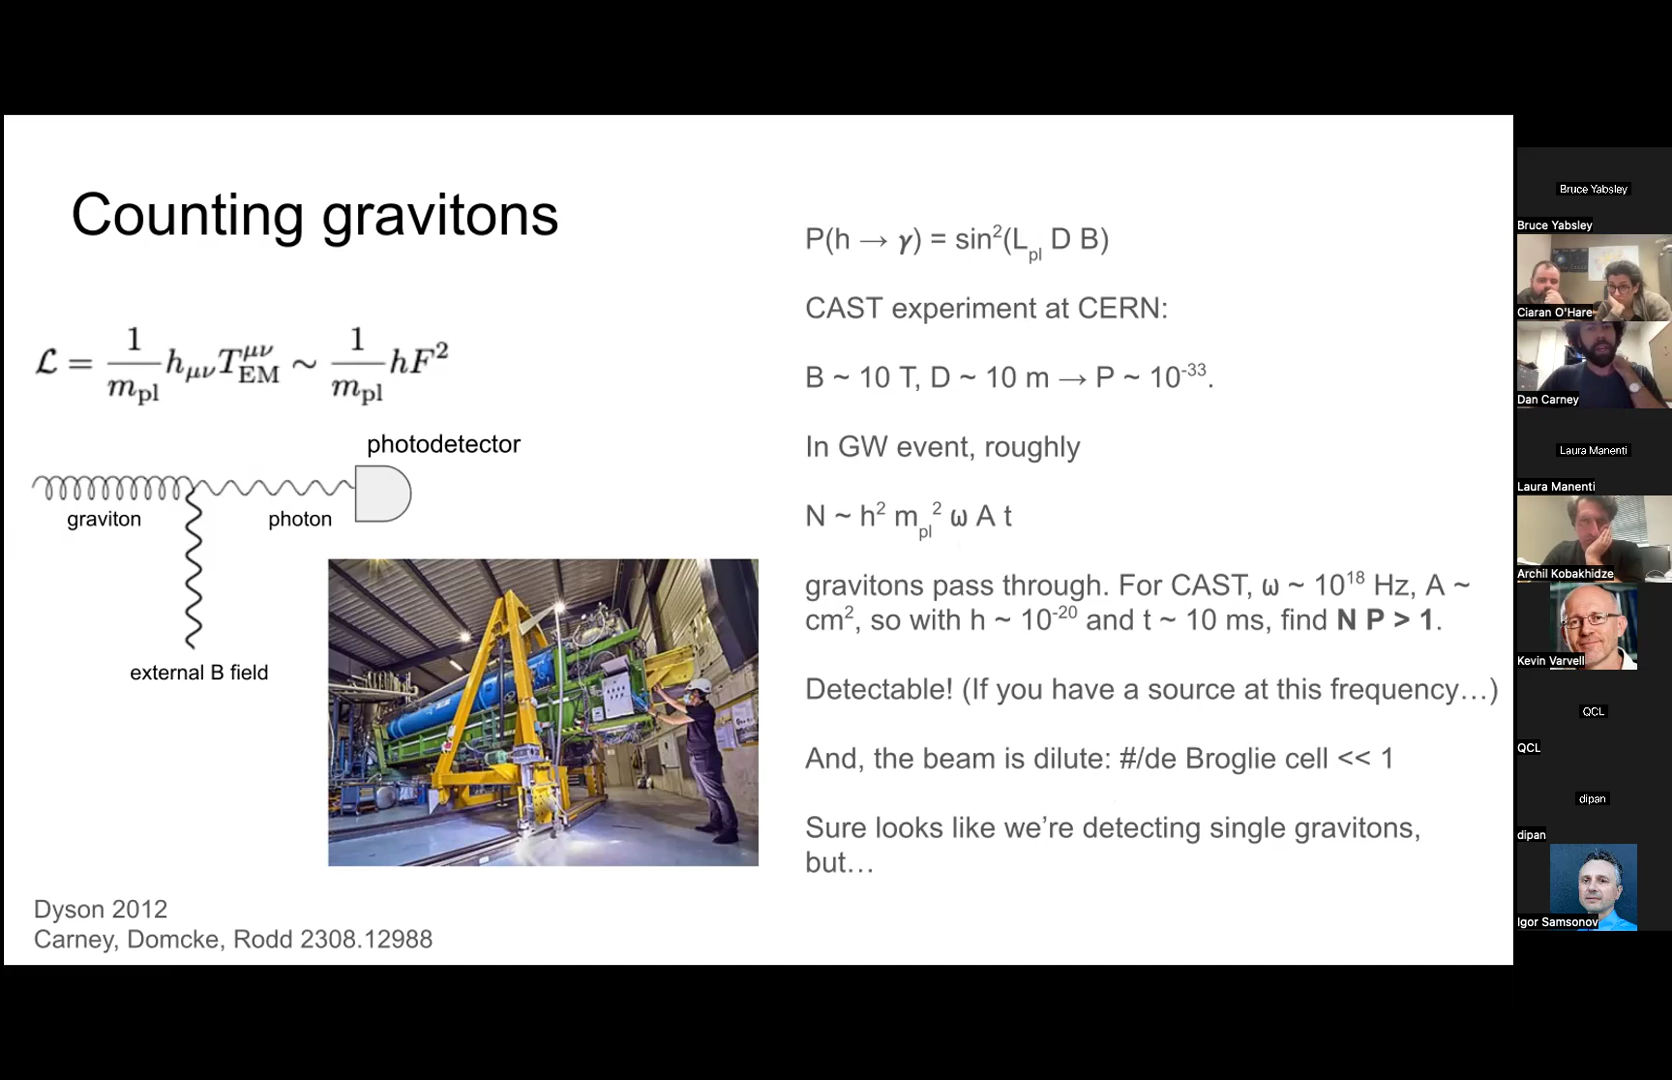 Counting gravitons
ℒ = 1/m_pl h_μν T^μν_EM ~ 1/m_pl hF²
photodetector
graviton
photon
external B field
Dyson 2012
Carney, Domcke, Rodd 2308.12988
P(h → γ) = sin²(L_pl D B)
CAST experiment at CERN:
B ~ 10 T, D ~ 10 m → P ~ 10⁻³³.
In GW event, roughly
N ~ h² m_pl² ω A t
gravitons pass through. For CAST, ω ~ 10¹⁸ Hz, A ~
cm², so with h ~ 10⁻²⁰ and t ~ 10 ms, find N P > 1.
Detectable! (If you have a source at this frequency…)
And, the beam is dilute: #/de Broglie cell << 1
Sure looks like we’re detecting single gravitons,
but…
Bruce Yabsley
Bruce Yabsley
Ciaran O'Hare
Dan Carney
Laura Manenti
Laura Manenti
Archil Kobakhidze
Kevin Varvell
QCL
QCL
dipan
dipan
Igor Samsonov